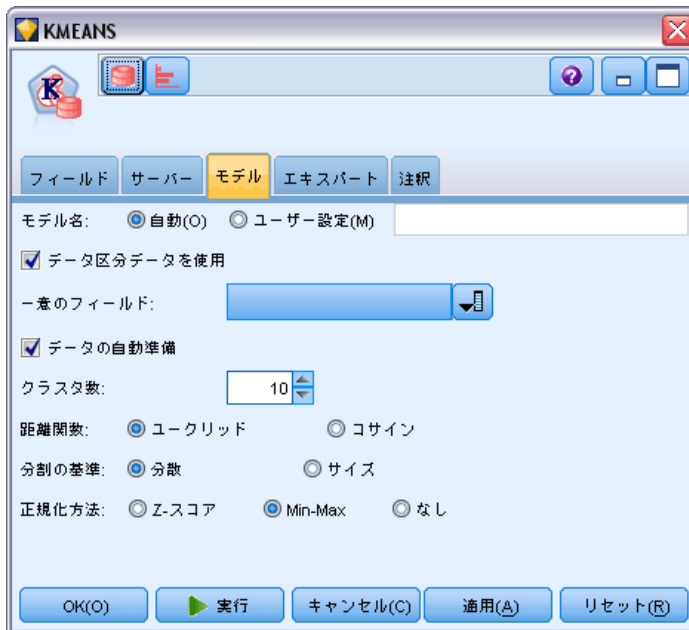 KMEANS
K
?
フィールド サーバー モデル エキスパート 注釈
モデル名: 自動(O) ユーザー設定(M)
データ区分データを使用
一意のフィールド:
データの自動準備
クラスタ数: 10
距離関数: ユークリッド コサイン
分割の基準: 分散 サイズ
正規化方法: Z-スコア Min-Max なし
OK(O) 実行 キャンセル(C) 適用(A) リセット(R)